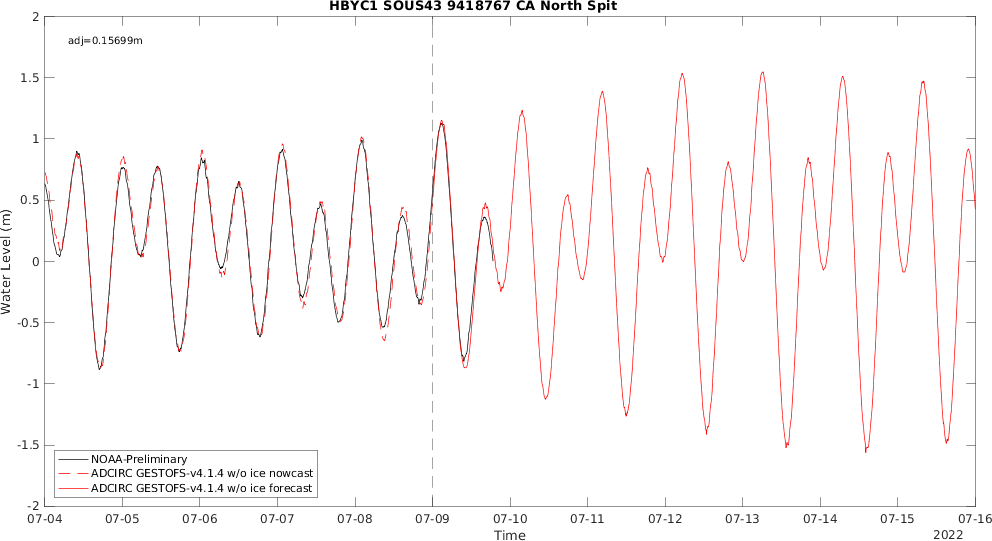 HBYC1 SOUS43 9418767 CA North Spit
adj=0.15699m
2
1.5
1
0.5
0
-0.5
-1
-1.5
-2
Water Level (m)
NOAA-Preliminary
ADCIRC GESTOFS-v4.1.4 w/o ice nowcast
ADCIRC GESTOFS-v4.1.4 w/o ice forecast
07-04 07-05 07-06 07-07 07-08 07-09 07-10 07-11 07-12 07-13 07-14 07-15 07-16
Time
2022